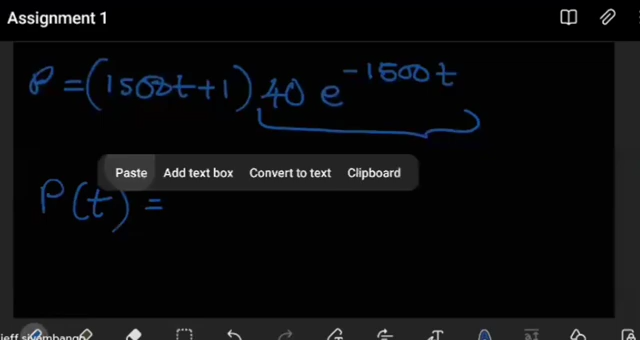 Assignment 1
P = (1500t + 1) 40 e^{-1500t}
Paste Add text box Convert to text Clipboard
P(t) =